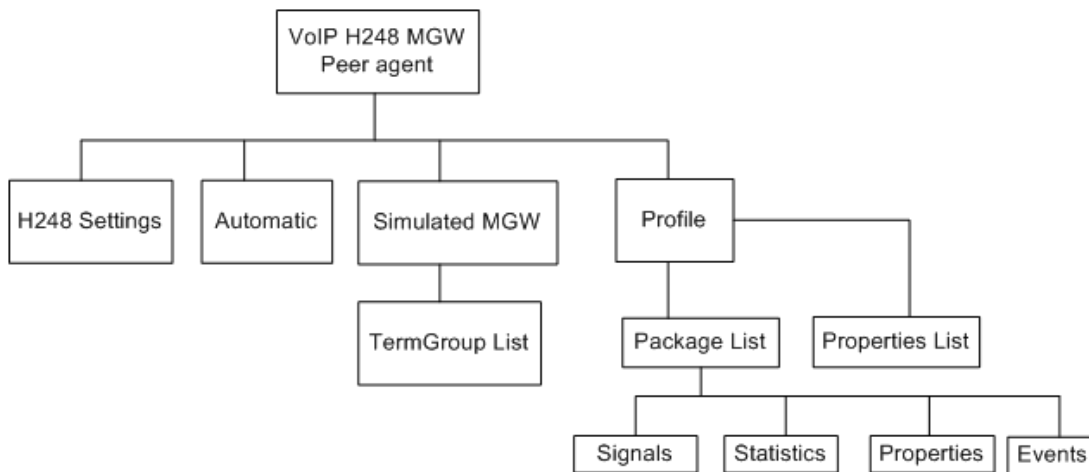 VoIP H248 MGW
Peer agent
H248 Settings
Automatic
Simulated MGW
Profile
TermGroup List
Package List
Properties List
Signals
Statistics
Properties
Events